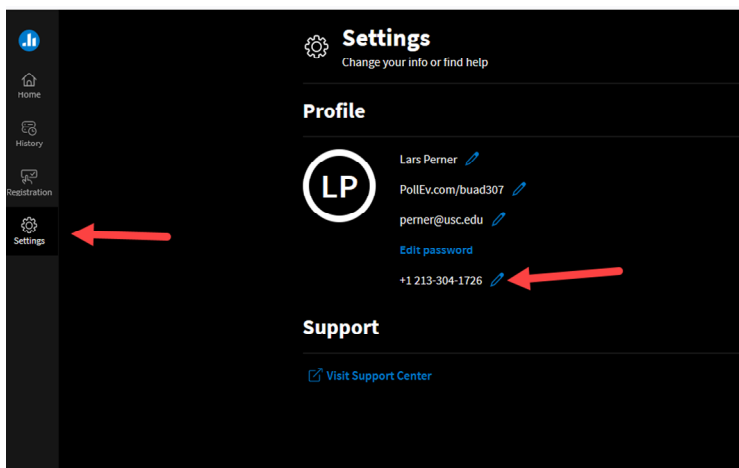 Home
History
Registration
Settings
Settings
Change your info or find help
Profile
LP
Lars Perner
PollEv.com/buad307
perner@usc.edu
Edit password
+1 213-304-1726
Support
Visit Support Center